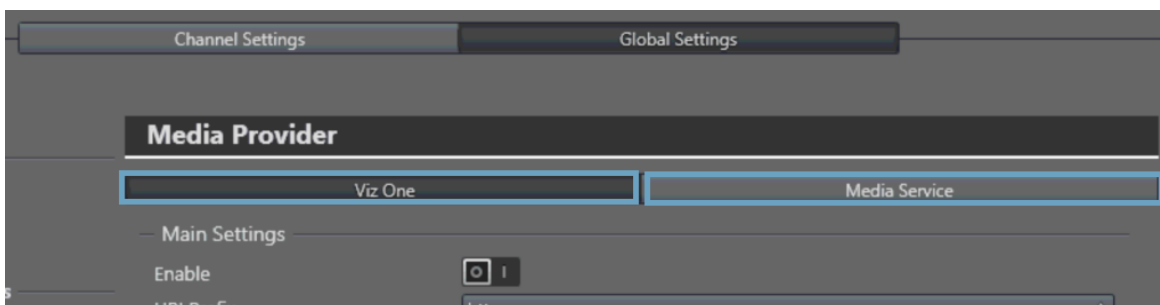 Channel Settings Global Settings
Media Provider
Viz One Media Service
Main Settings
Enable
O I